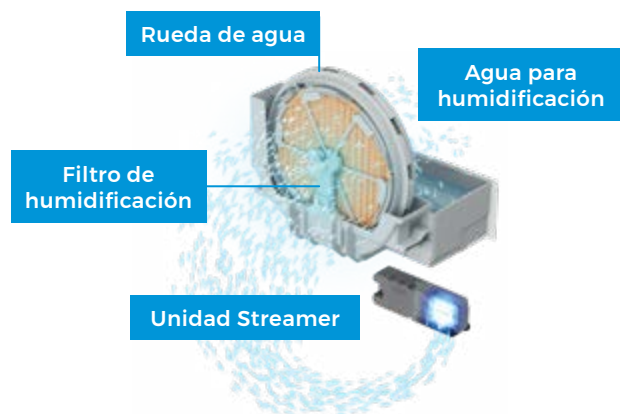 Rueda de agua
Agua para
humidificación
Filtro de
humidificación
Unidad Streamer